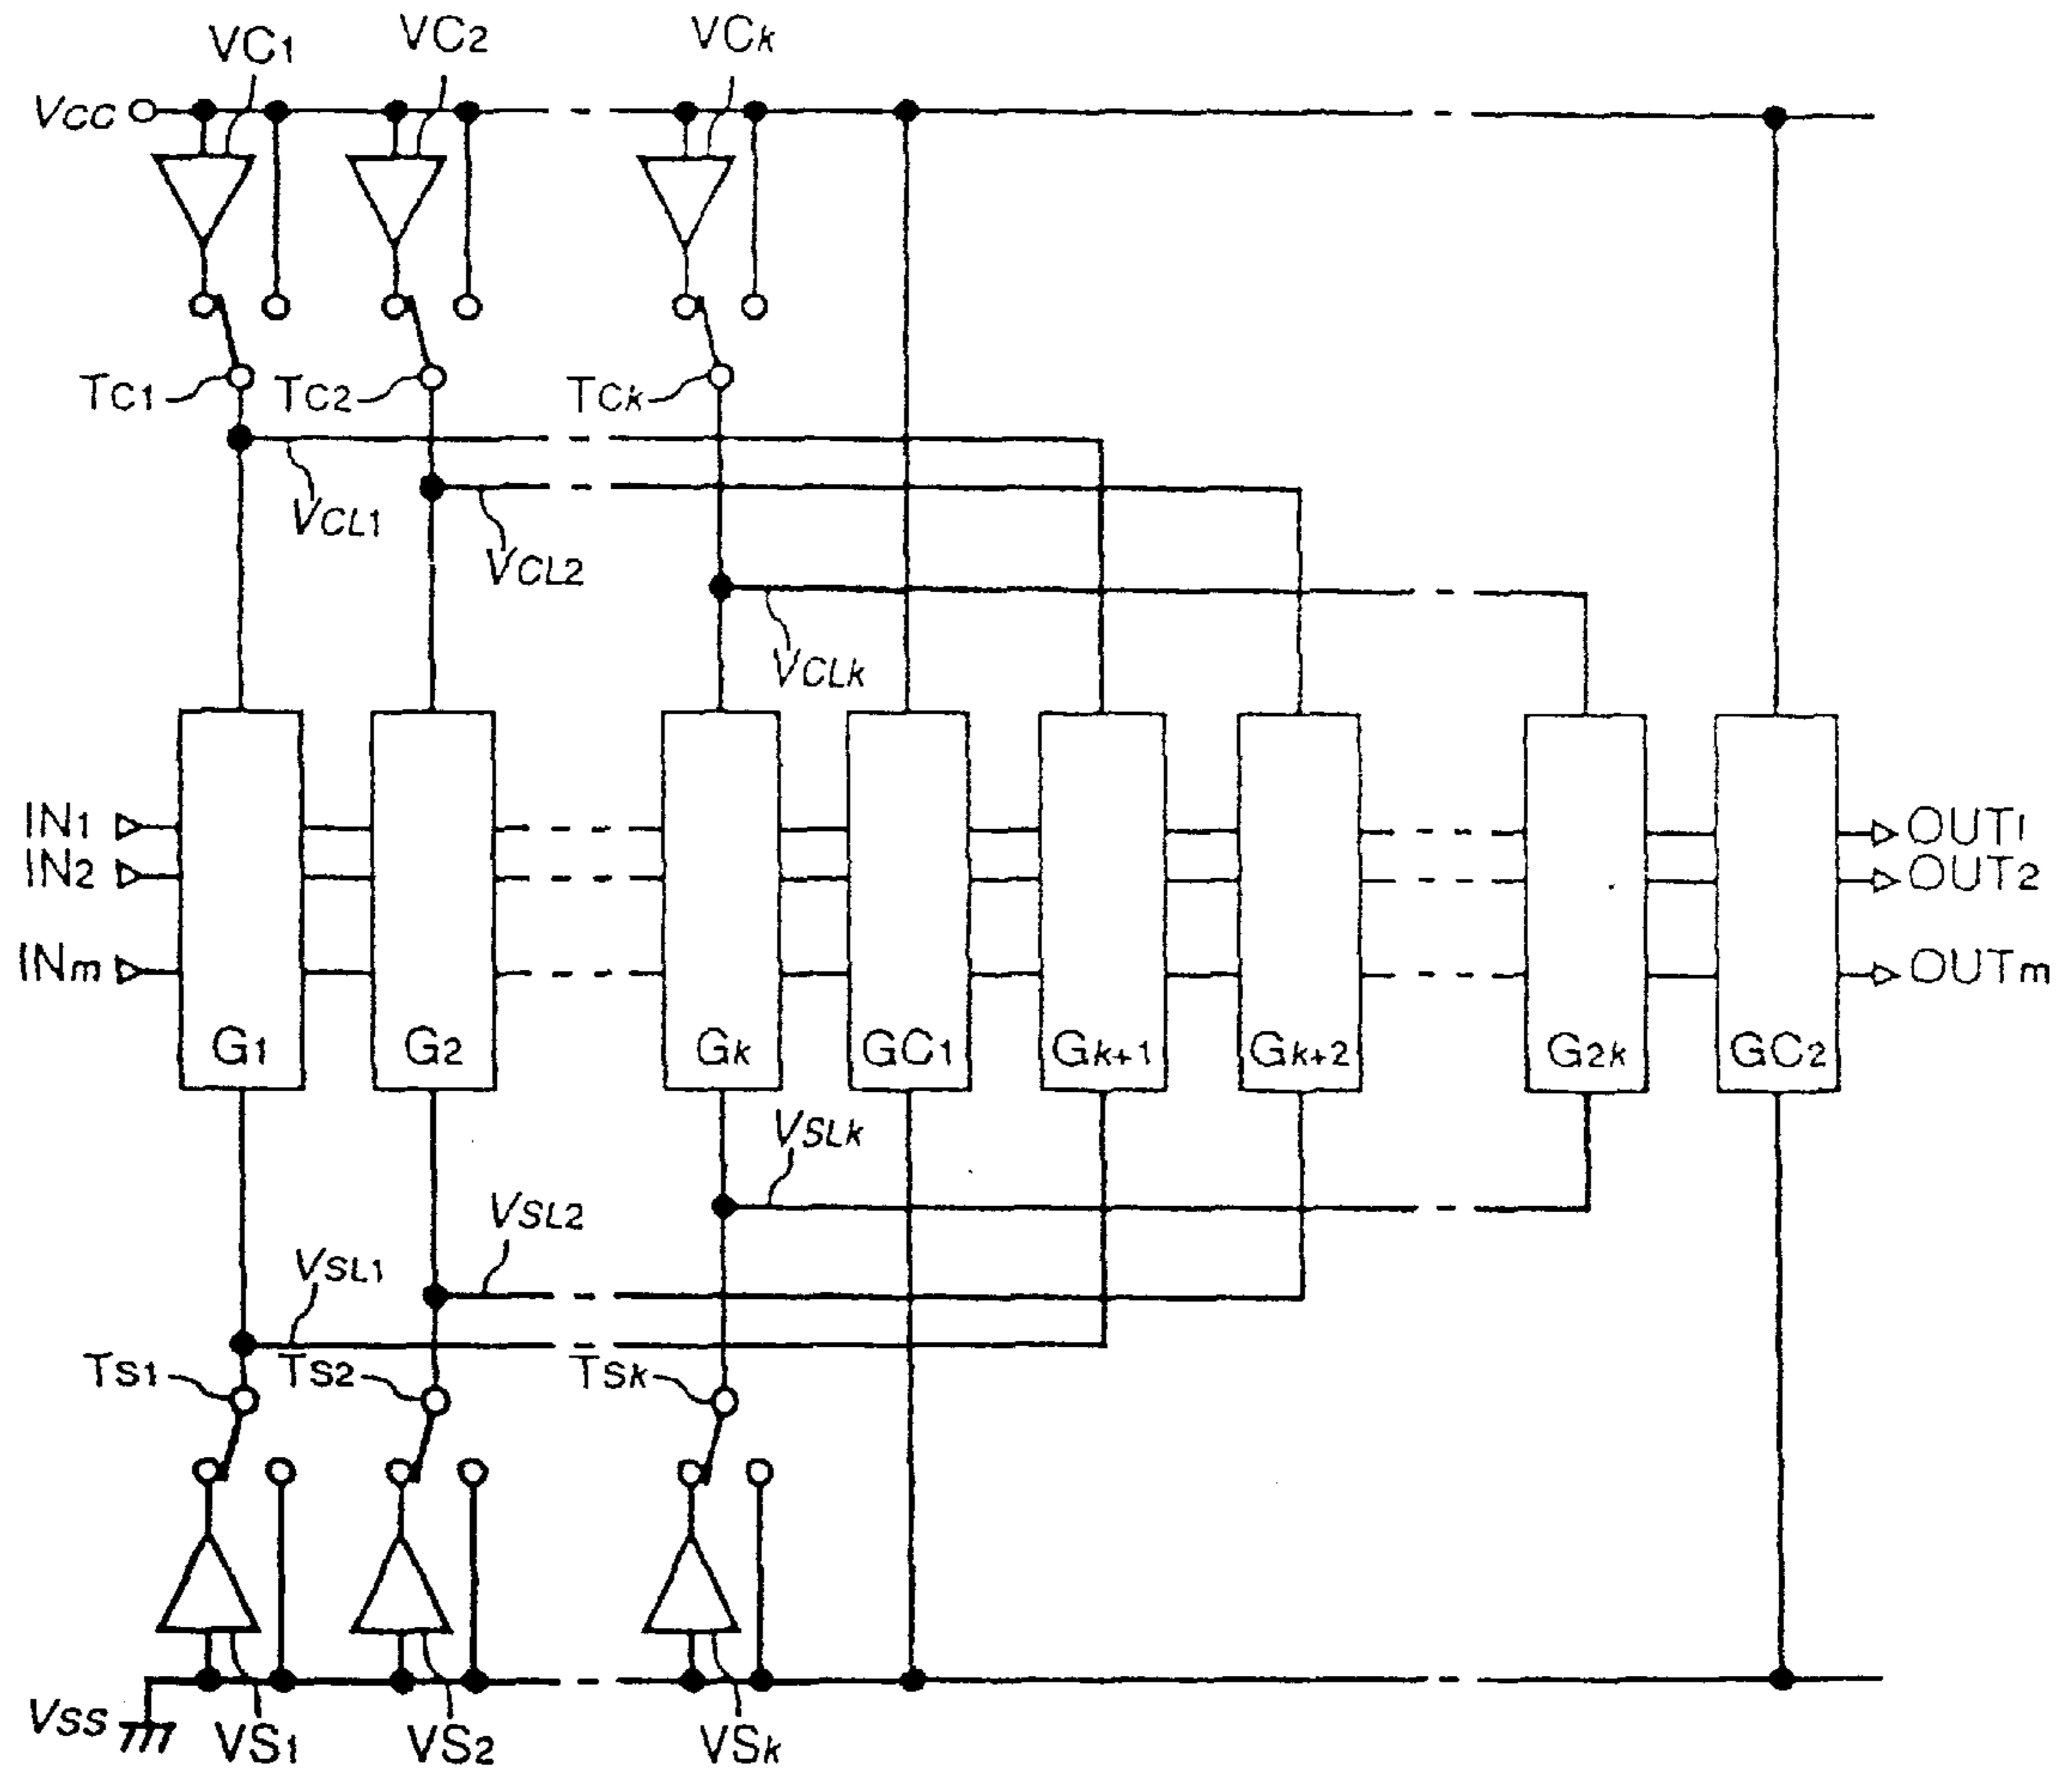 VC1 VC2 VCk
VCC
TC1 TC2 TCk
VCL1
VCL2
VCLk
IN1 OUT1
IN2 OUT2
INm OUTm
G1 G2 Gk GC1 Gk+1 Gk+2 G2k GC2
VSLk
VSL2
VSL1
TS1 TS2 TSk
VSS
VS1 VS2 VSk